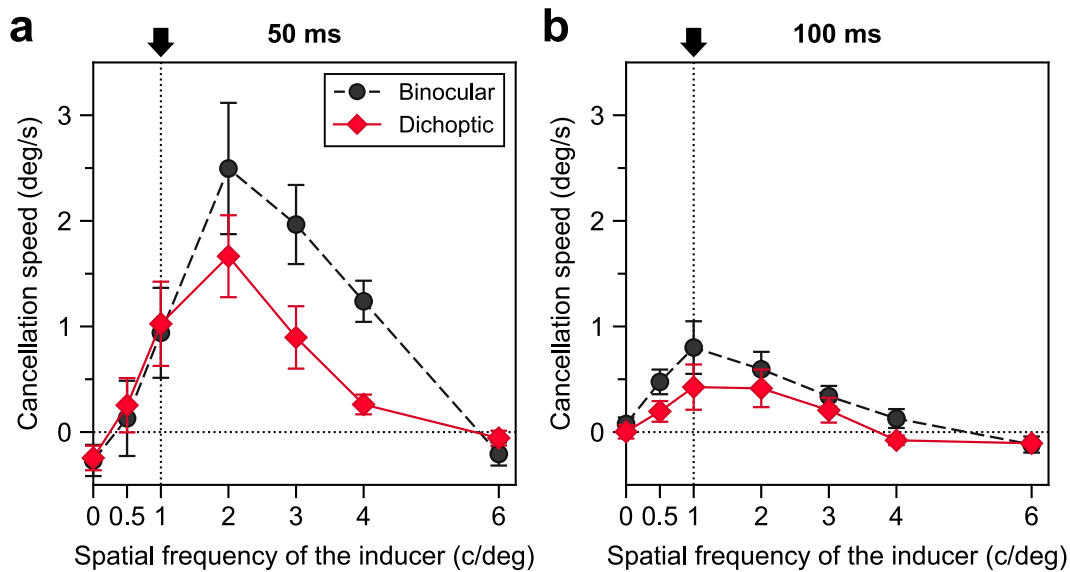 a
50 ms
Binocular
Dichoptic
3
2
1
0
Cancellation speed (deg/s)
0 0.5 1 2 3 4 6
Spatial frequency of the inducer (c/deg)
b
100 ms
3
2
1
0
Cancellation speed (deg/s)
0 0.5 1 2 3 4 6
Spatial frequency of the inducer (c/deg)